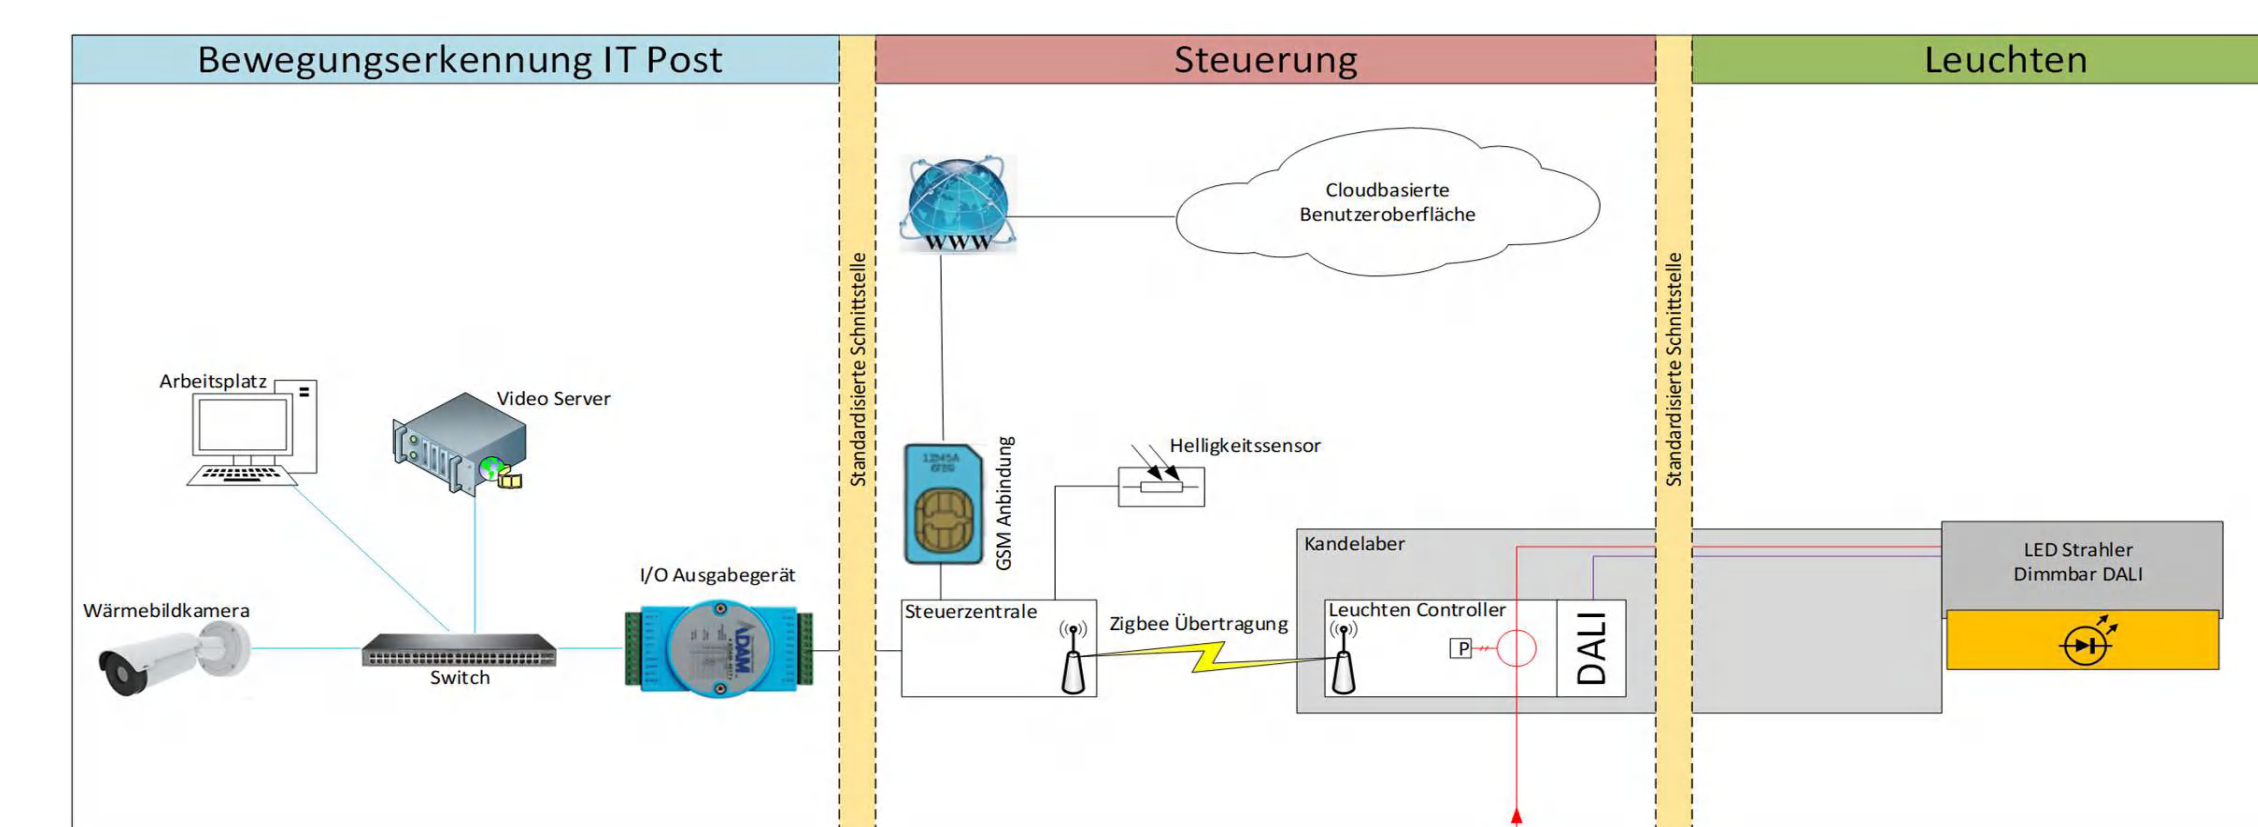 Bewegungserkennung IT Post
Steuerung
Leuchten
Standardisierte Schnittstelle
Standardisierte Schnittstelle
WWW
Cloudbasierte
Benutzeroberfläche
Arbeitsplatz
Video Server
Helligkeitssensor
GSM Anbindung
Kandelaber
LED Strahler
Dimmbar DALI
I/O Ausgabegerät
ADAM
Wärmebildkamera
Switch
Steuerzentrale
Zigbee Übertragung
Leuchten Controller
P
DALI